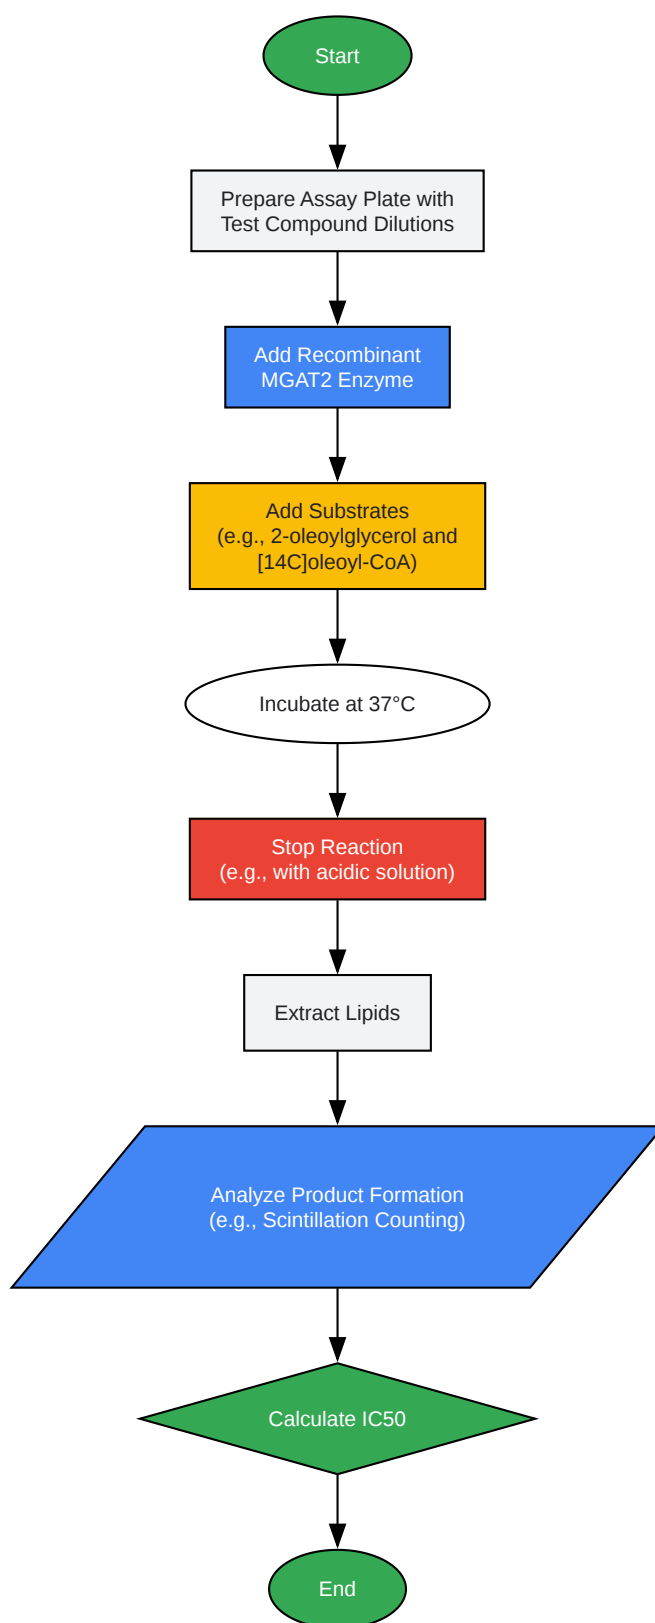 Start
Prepare Assay Plate with
Test Compound Dilutions
Add Recombinant
MGAT2 Enzyme
Add Substrates
(e.g., 2-oleoylglycerol and
[14C]oleoyl-CoA)
Incubate at 37°C
Stop Reaction
(e.g., with acidic solution)
Extract Lipids
Analyze Product Formation
(e.g., Scintillation Counting)
Calculate IC50
End